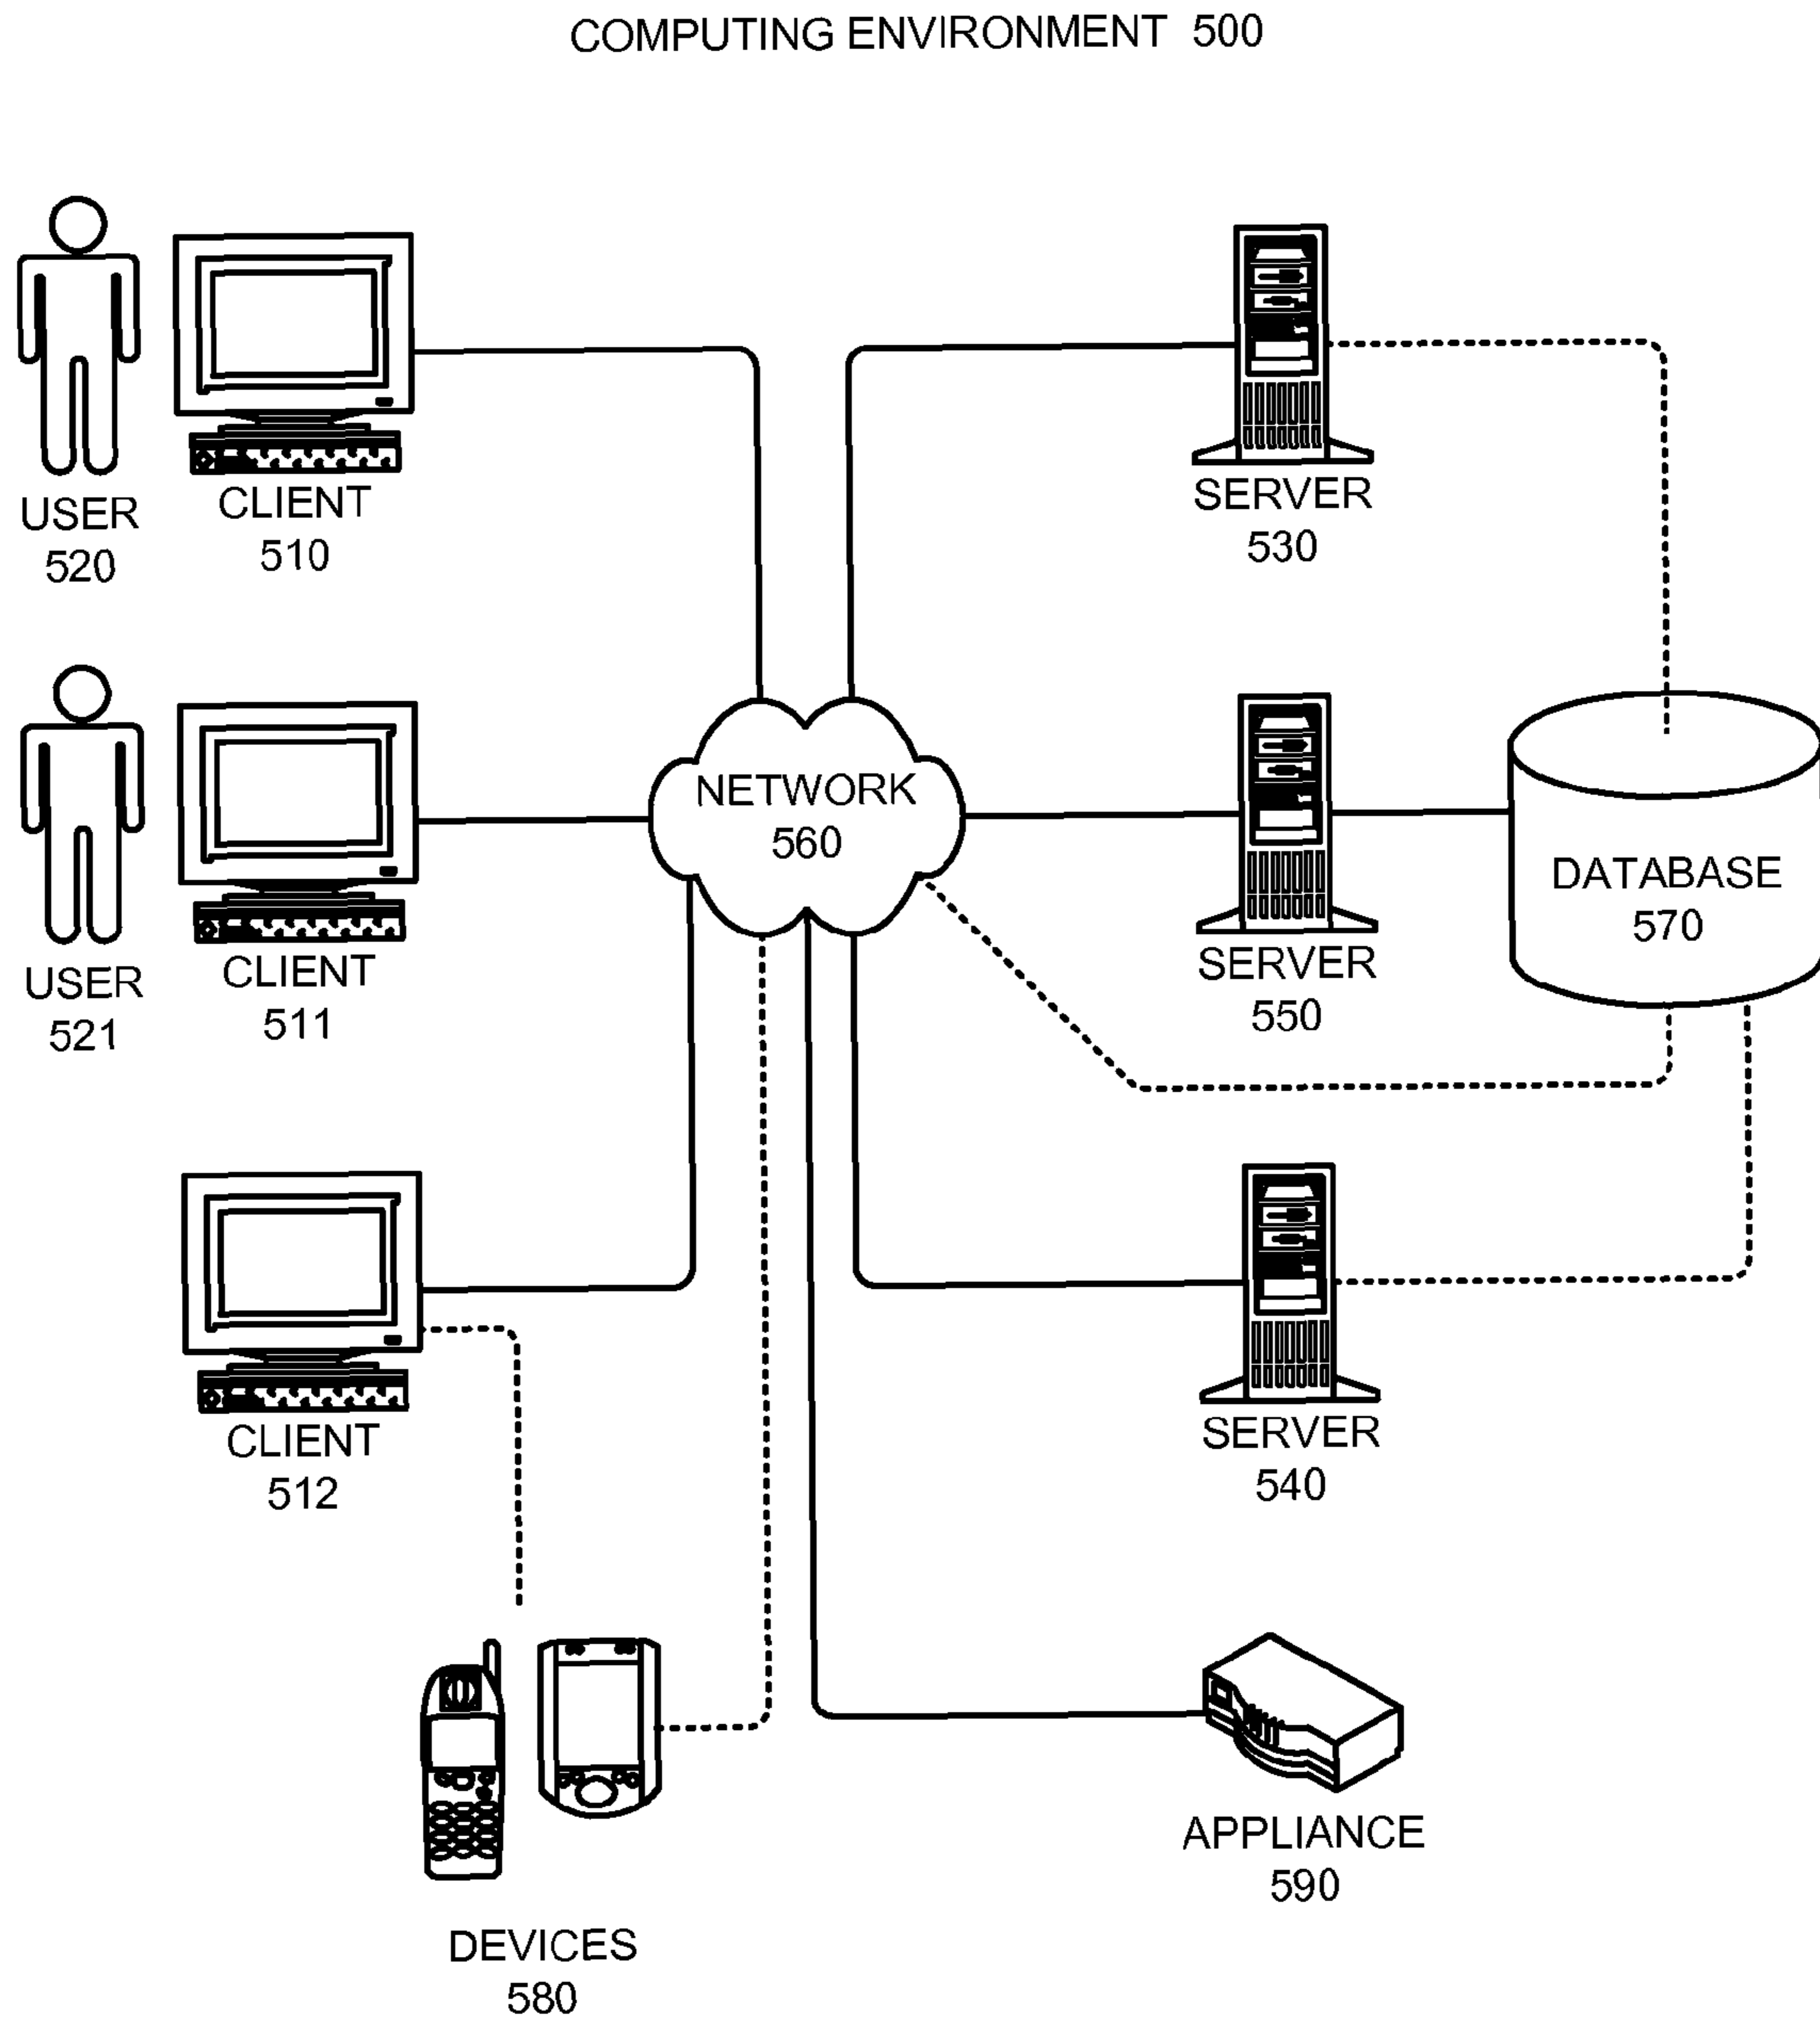 COMPUTING ENVIRONMENT 500
USER
520
CLIENT
510
SERVER
530
USER
521
CLIENT
511
NETWORK
560
SERVER
550
DATABASE
570
CLIENT
512
SERVER
540
DEVICES
580
APPLIANCE
590